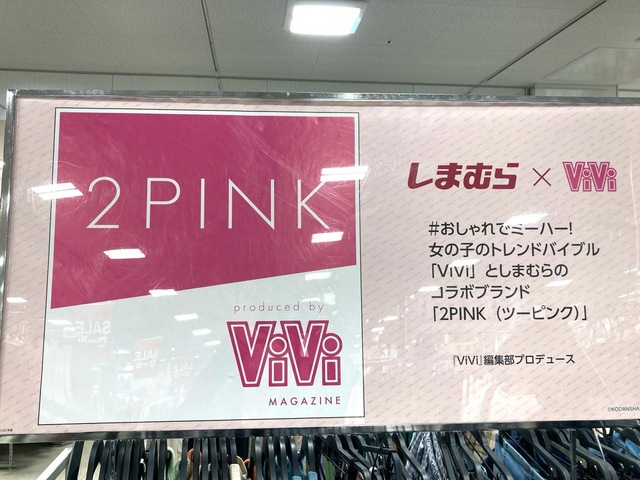 2PINK
produced by
ViVi
MAGAZINE
しまむら×ViVi
#おしゃれでミーハー!
女の子のトレンドバイブル
「ViVi」としまむらの
コラボブランド
「2PINK(ツーピンク)」
『ViVi』編集部プロデュース
©KODANSHA
SALE
SALE